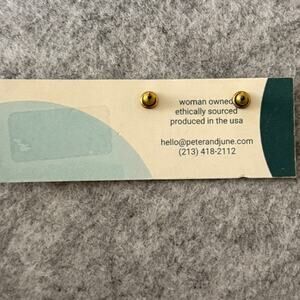 woman owned,
ethically sourced
produced in the usa
hello@peterandjune.com
(213) 418-2112